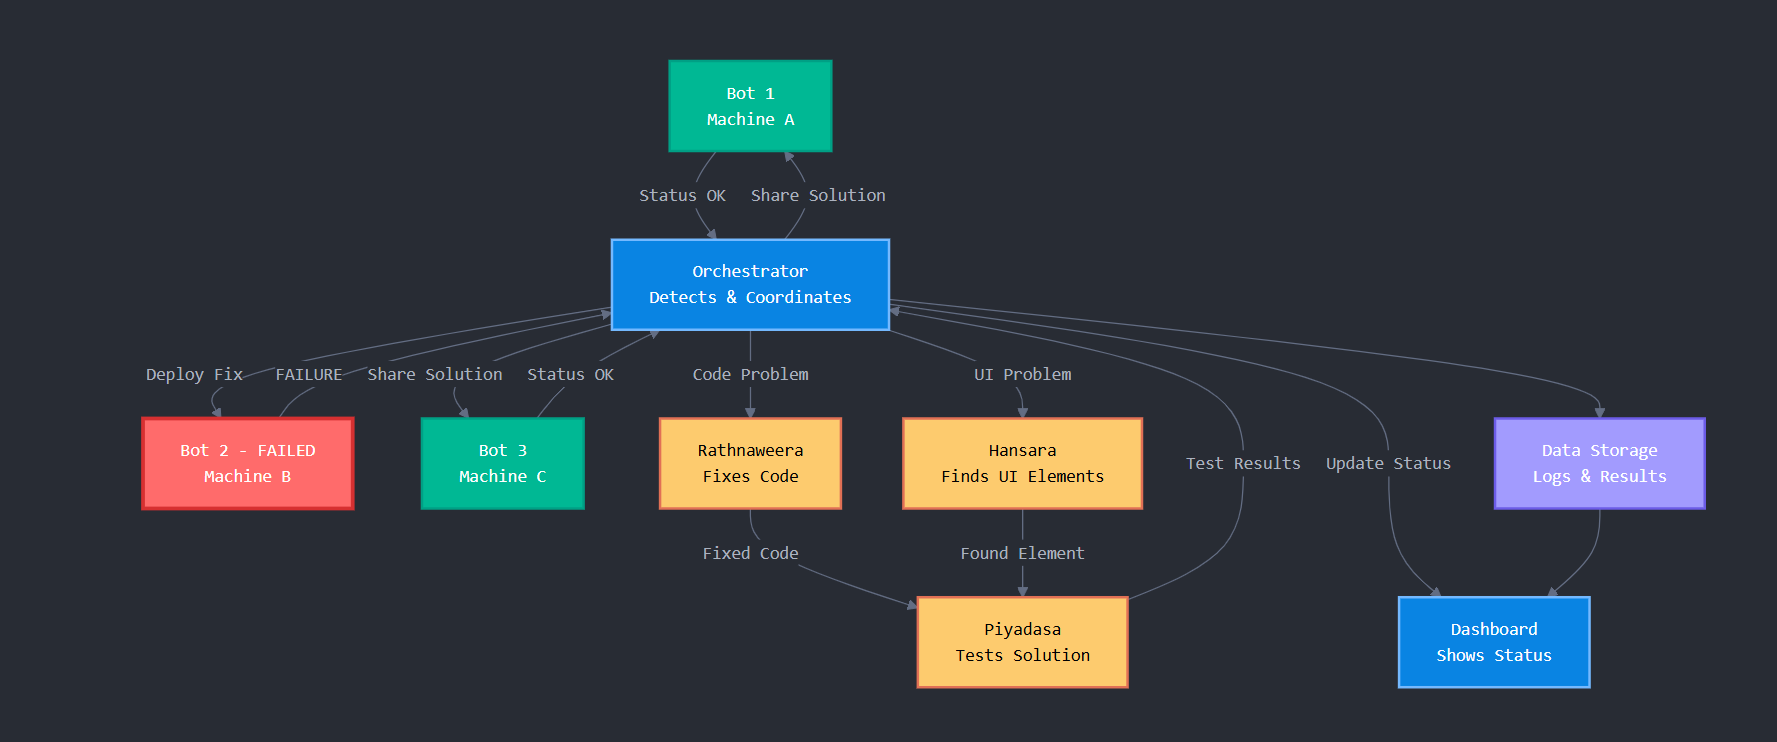 Bot 1
Machine A
Status OK
Share Solution
Orchestrator
Detects & Coordinates
Deploy Fix
FAILURE
Share Solution
Status OK
Code Problem
UI Problem
Bot 2 - FAILED
Machine B
Bot 3
Machine C
Rathnaweera
Fixes Code
Hansara
Finds UI Elements
Test Results
Update Status
Data Storage
Logs & Results
Fixed Code
Found Element
Piyadasa
Tests Solution
Dashboard
Shows Status